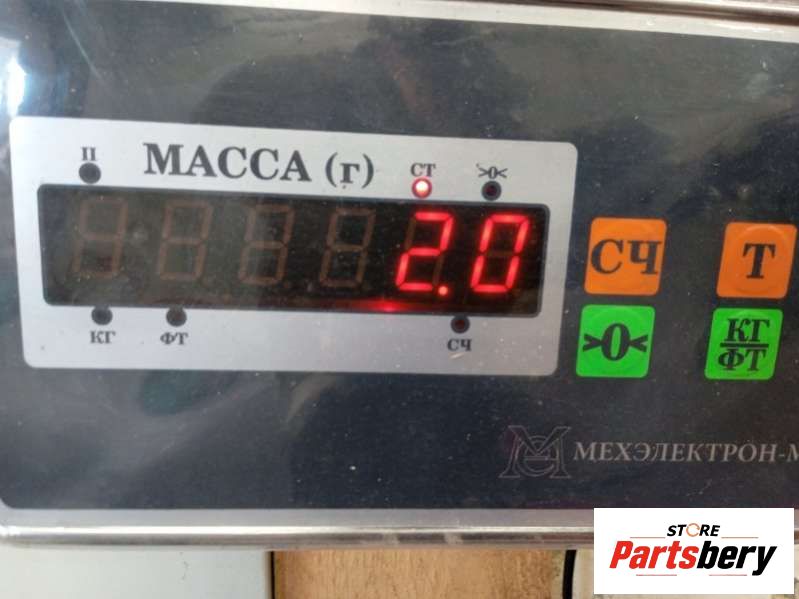 П
МАССА (г)
СТ
>0<
2.0
КГ
ФТ
СЧ
СЧ
Т
>0<
КГ
ФТ
МЕХЭЛЕКТРОН-М
STORE
Partsbery